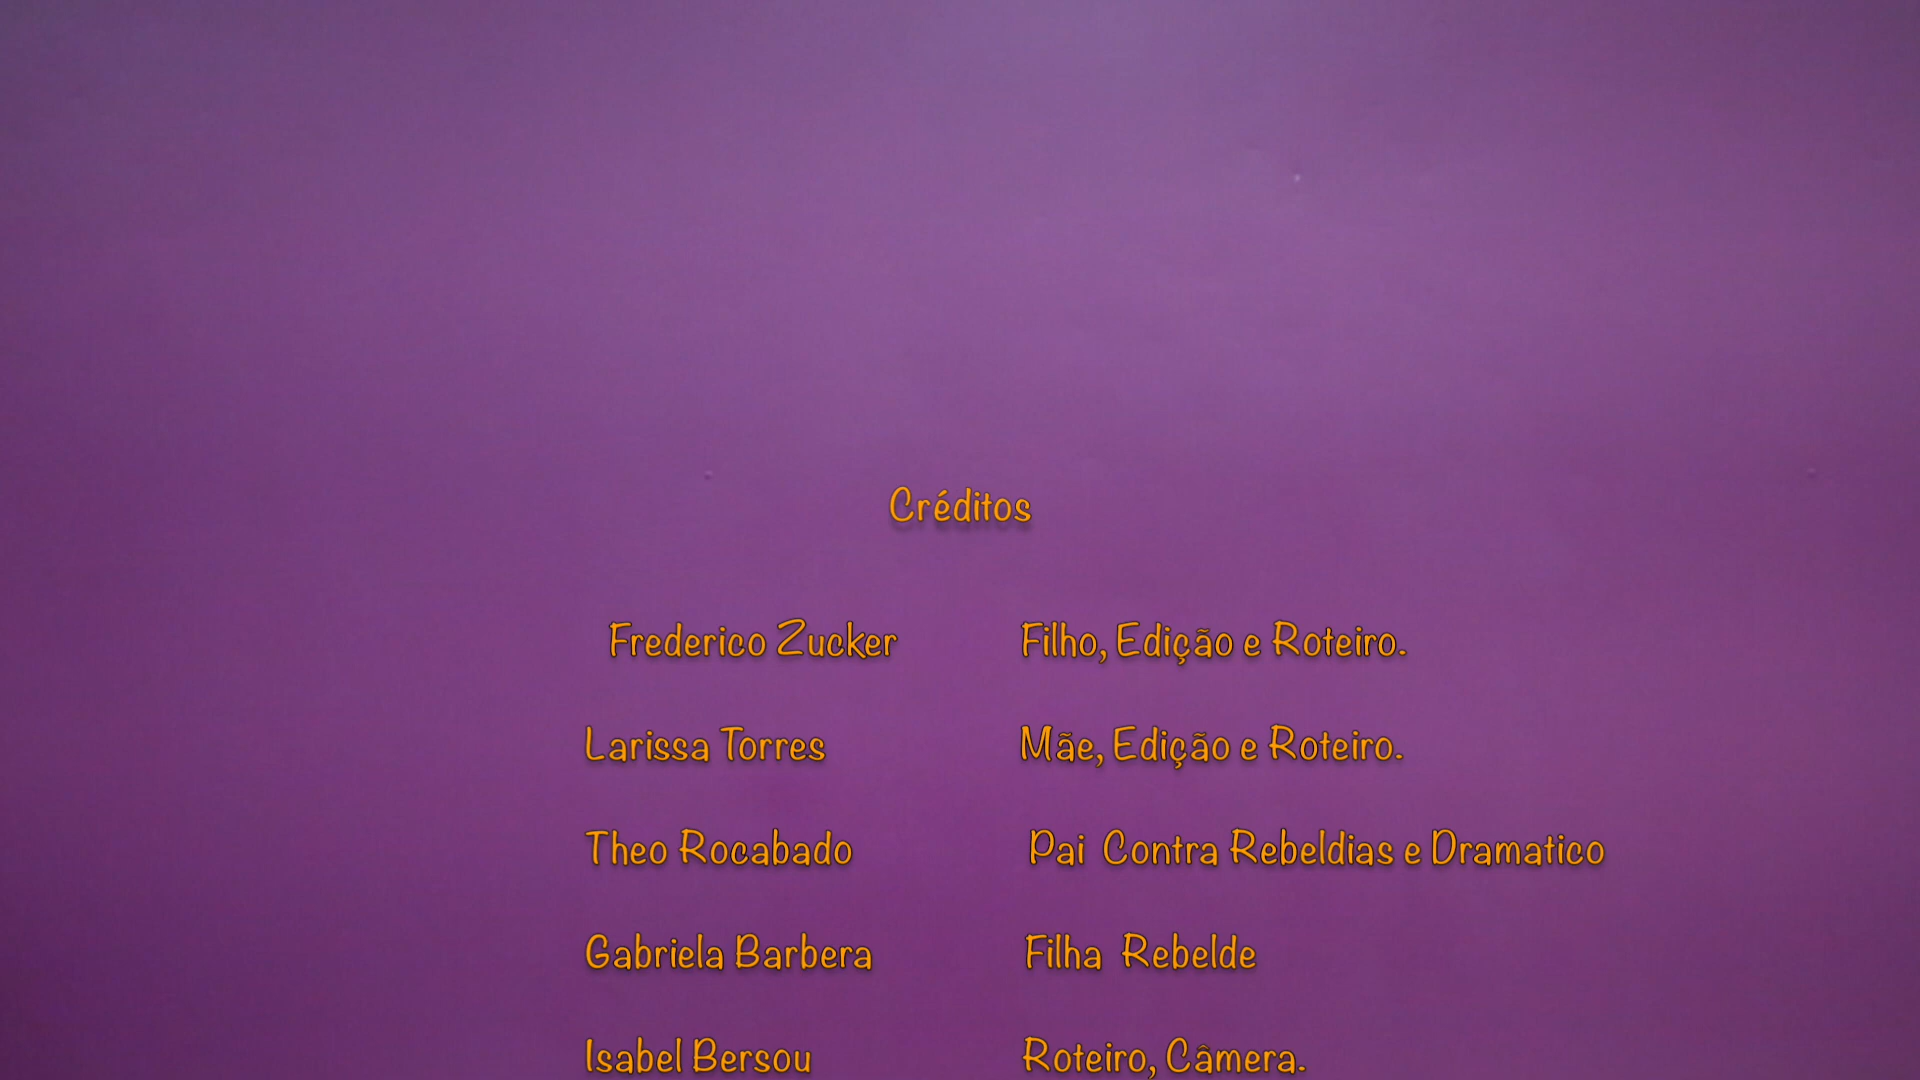 Créditos
Frederico Zucker Filho, Edição e Roteiro.
Larissa Torres Mãe, Edição e Roteiro.
Theo Rocabado Pai Contra Rebeldias e Dramatico
Gabriela Barbera Filha Rebelde
Isabel Bersou Roteiro, Câmera.